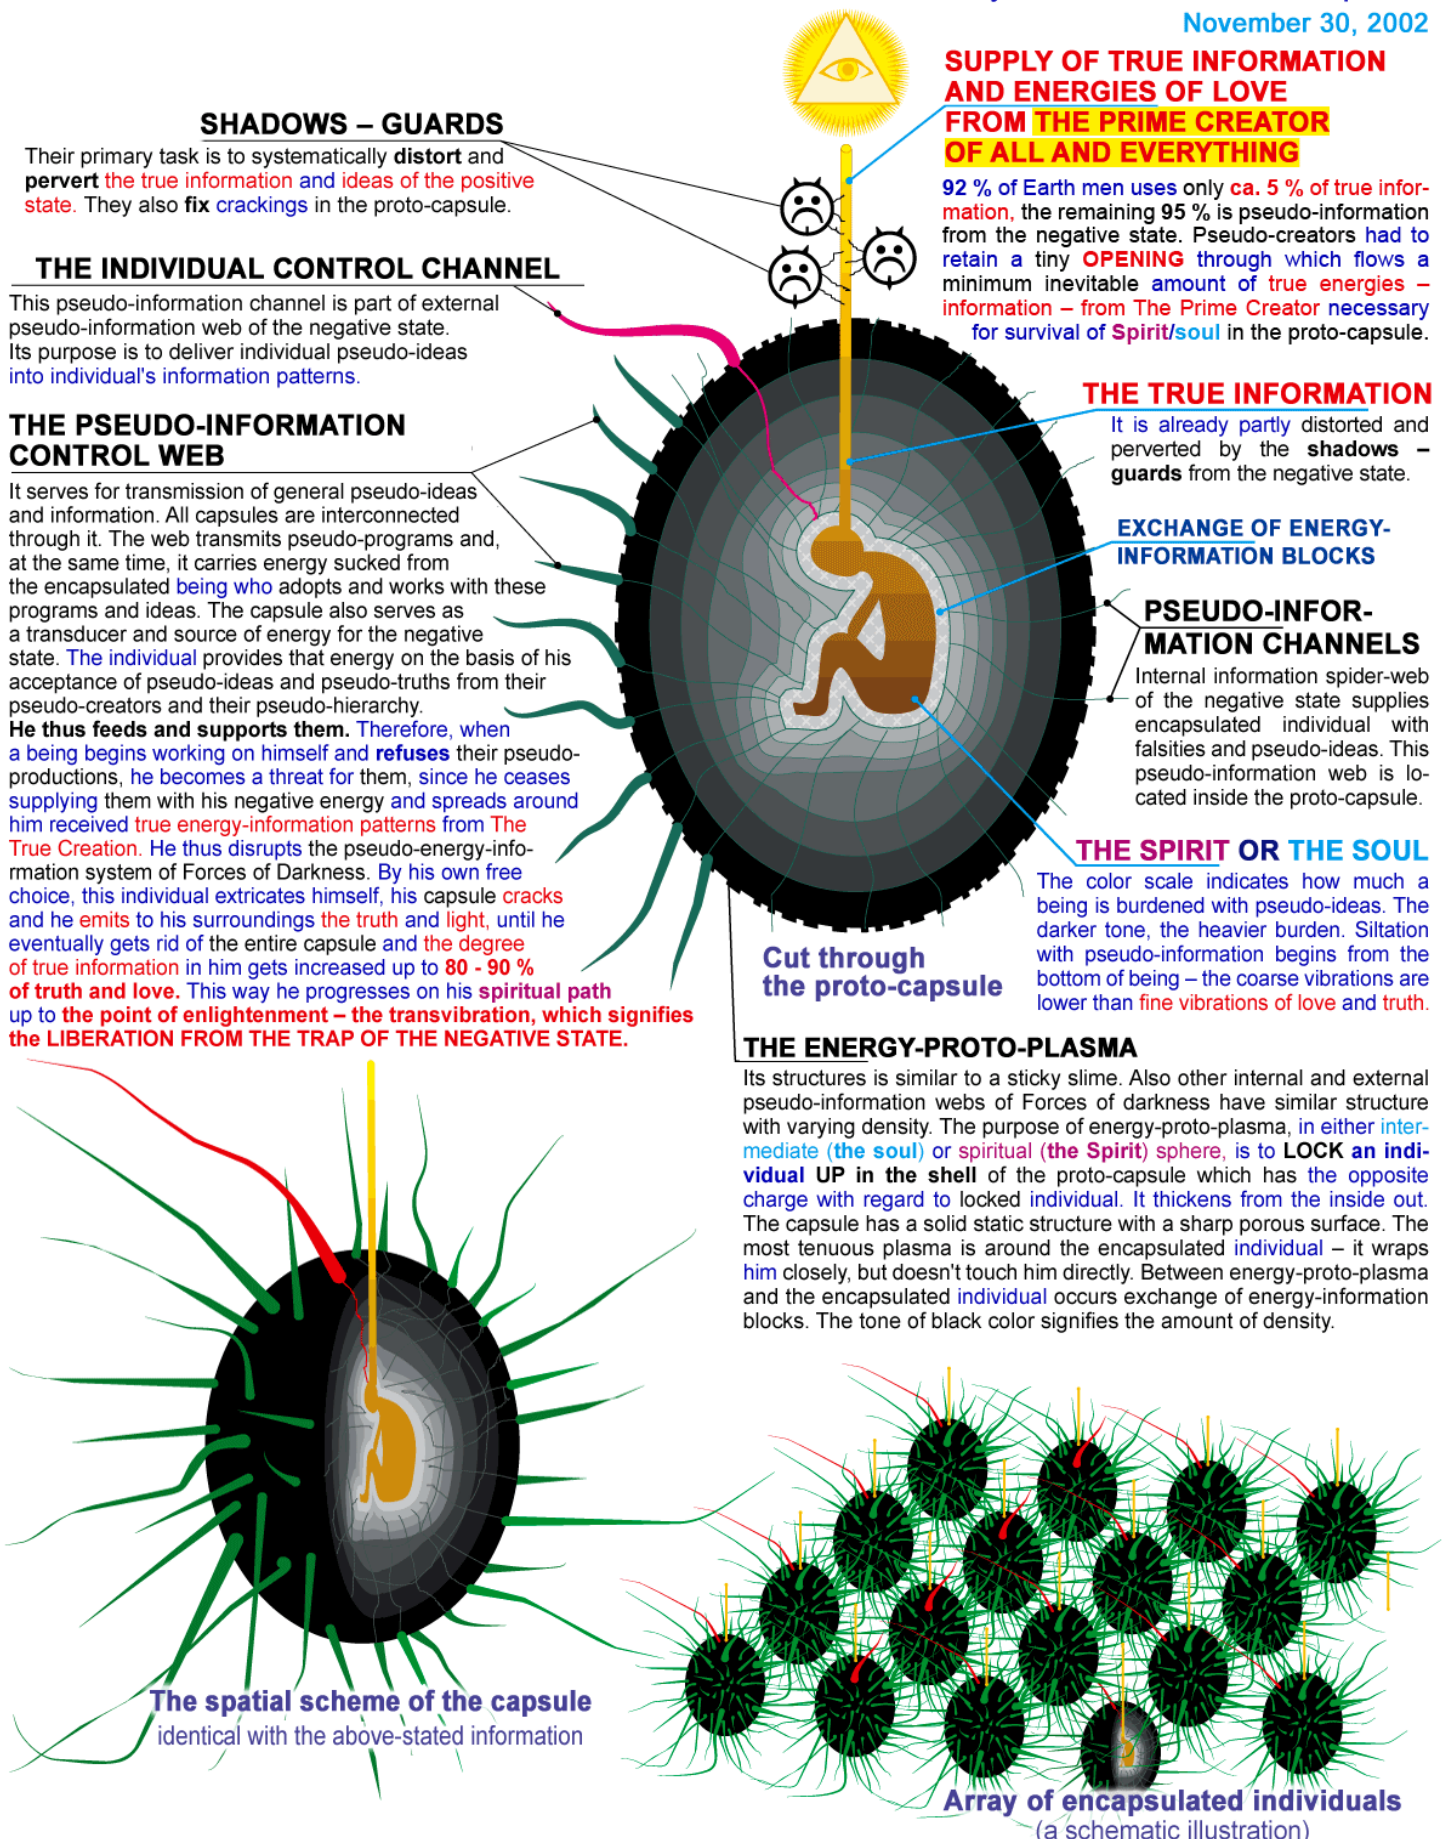 November 30, 2002
SUPPLY OF TRUE INFORMATION
AND ENERGIES OF LOVE
FROM THE PRIME CREATOR
OF ALL AND EVERYTHING
92 % of Earth men uses only ca. 5 % of true infor-
mation, the remaining 95 % is pseudo-information
from the negative state. Pseudo-creators had to
retain a tiny OPENING through which flows a
minimum inevitable amount of true energies –
information – from The Prime Creator necessary
for survival of Spirit/soul in the proto-capsule.
SHADOWS – GUARDS
Their primary task is to systematically distort and
pervert the true information and ideas of the positive
state. They also fix crackings in the proto-capsule.
THE INDIVIDUAL CONTROL CHANNEL
This pseudo-information channel is part of external
pseudo-information web of the negative state.
Its purpose is to deliver individual pseudo-ideas
into individual's information patterns.
THE PSEUDO-INFORMATION
CONTROL WEB
It serves for transmission of general pseudo-ideas
and information. All capsules are interconnected
through it. The web transmits pseudo-programs and,
at the same time, it carries energy sucked from
the encapsulated being who adopts and works with these
programs and ideas. The capsule also serves as
a transducer and source of energy for the negative
state. The individual provides that energy on the basis of his
acceptance of pseudo-ideas and pseudo-truths from their
pseudo-creators and their pseudo-hierarchy.
He thus feeds and supports them. Therefore, when
a being begins working on himself and refuses their pseudo-
productions, he becomes a threat for them, since he ceases
supplying them with his negative energy and spreads around
him received true energy-information patterns from The
True Creation. He thus disrupts the pseudo-energy-info-
rmation system of Forces of Darkness. By his own free
choice, this individual extricates himself, his capsule cracks
and he emits to his surroundings the truth and light, until he
eventually gets rid of the entire capsule and the degree
of true information in him gets increased up to 80 - 90 %
of truth and love. This way he progresses on his spiritual path
up to the point of enlightenment – the transvibration, which signifies
the LIBERATION FROM THE TRAP OF THE NEGATIVE STATE.
THE TRUE INFORMATION
It is already partly distorted and
perverted by the shadows –
guards from the negative state.
EXCHANGE OF ENERGY-
INFORMATION BLOCKS
PSEUDO-INFOR-
MATION CHANNELS
Internal information spider-web
of the negative state supplies
encapsulated individual with
falsities and pseudo-ideas. This
pseudo-information web is lo-
cated inside the proto-capsule.
THE SPIRIT OR THE SOUL
The color scale indicates how much a
being is burdened with pseudo-ideas. The
darker tone, the heavier burden. Siltation
with pseudo-information begins from the
bottom of being – the coarse vibrations are
lower than fine vibrations of love and truth.
Cut through
the proto-capsule
THE ENERGY-PROTO-PLASMA
Its structures is similar to a sticky slime. Also other internal and external
pseudo-information webs of Forces of darkness have similar structure
with varying density. The purpose of energy-proto-plasma, in either inter-
mediate (the soul) or spiritual (the Spirit) sphere, is to LOCK an indi-
vidual UP in the shell of the proto-capsule which has the opposite
charge with regard to locked individual. It thickens from the inside out.
The capsule has a solid static structure with a sharp porous surface. The
most tenuous plasma is around the encapsulated individual – it wraps
him closely, but doesn't touch him directly. Between energy-proto-plasma
and the encapsulated individual occurs exchange of energy-information
blocks. The tone of black color signifies the amount of density.
The spatial scheme of the capsule
identical with the above-stated information
Array of encapsulated individuals
(a schematic illustration)